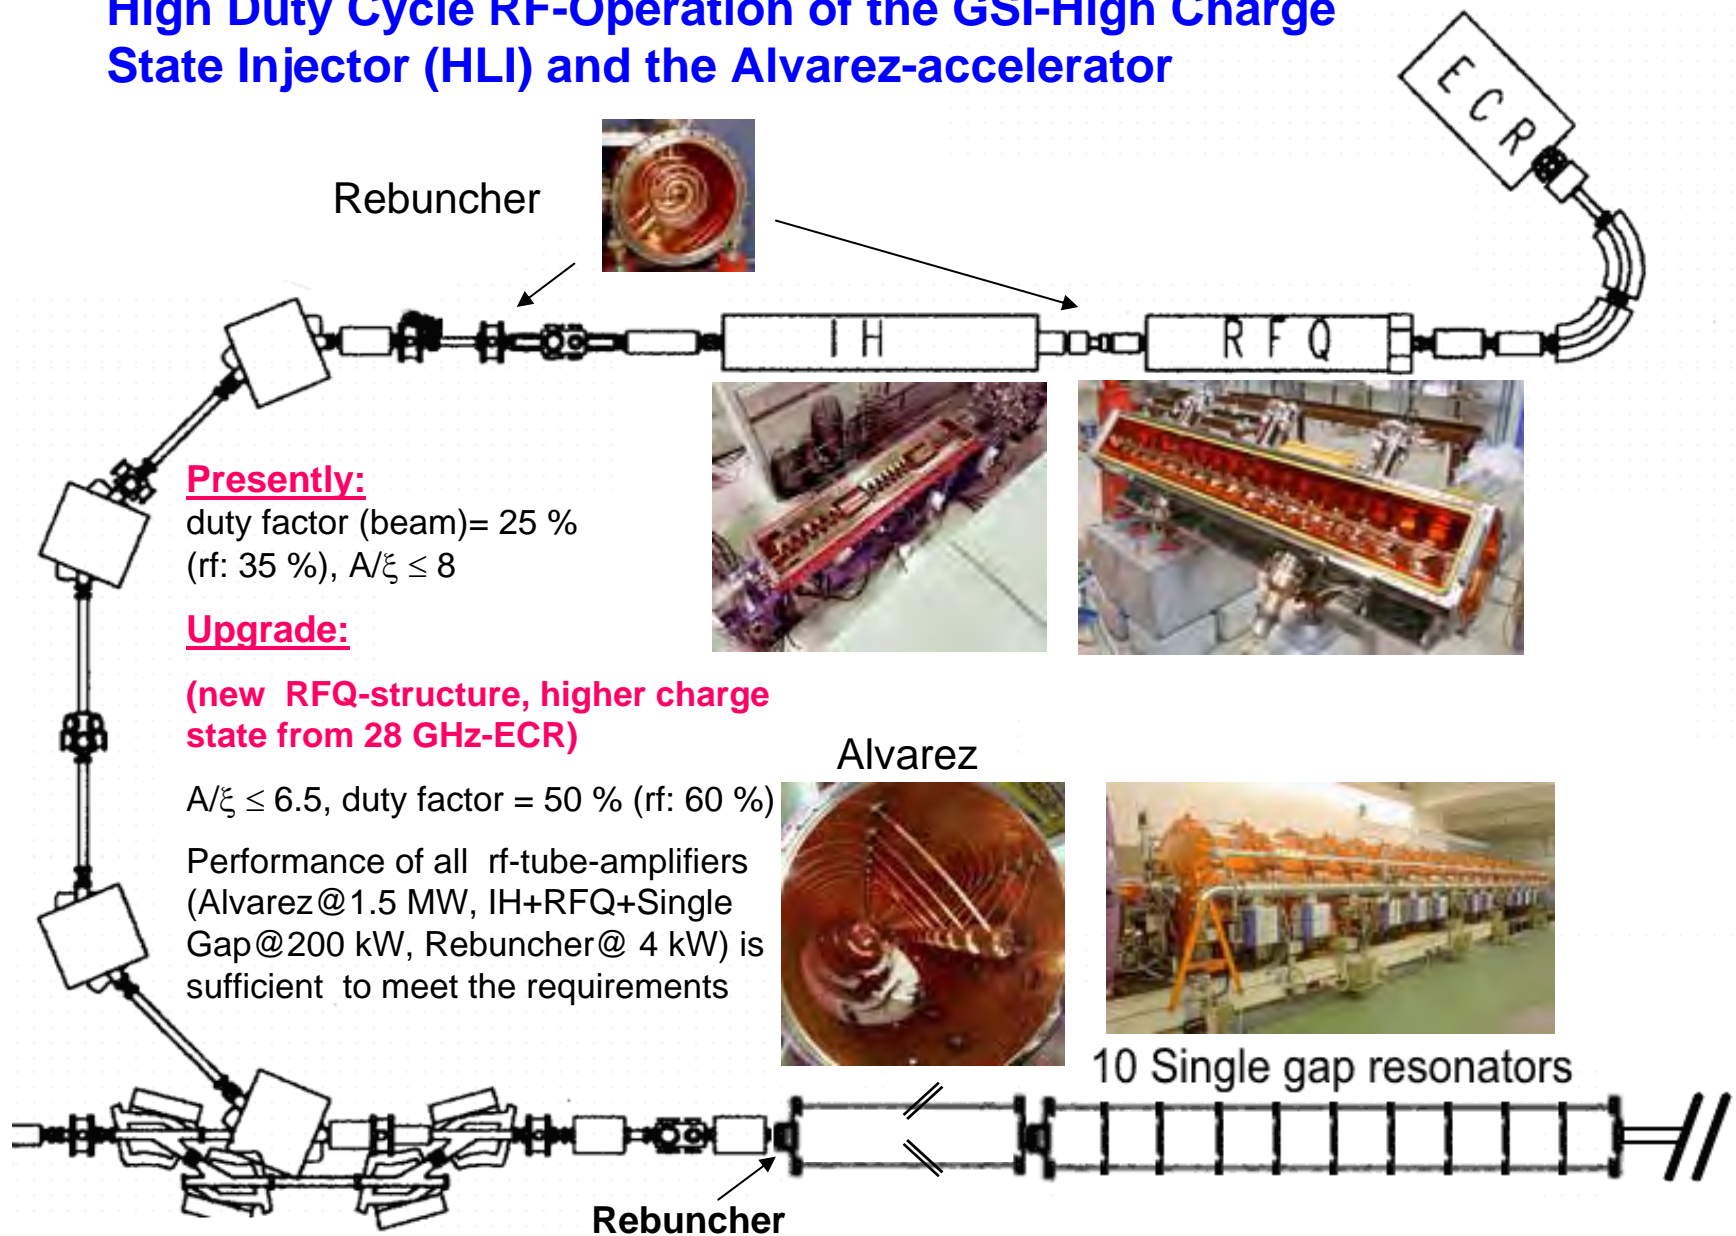 High Duty Cycle RF-Operation of the GSI-High Charge
State Injector (HLI) and the Alvarez-accelerator
ECR
Rebuncher
IH
RFQ
Presently:
duty factor (beam)= 25 %
(rf: 35 %), A/ξ ≤ 8
Upgrade:
(new RFQ-structure, higher charge
state from 28 GHz-ECR)
Alvarez
A/ξ ≤ 6.5, duty factor = 50 % (rf: 60 %)
Performance of all rf-tube-amplifiers
(Alvarez@1.5 MW, IH+RFQ+Single
Gap@200 kW, Rebuncher@ 4 kW) is
sufficient to meet the requirements
10 Single gap resonators
Rebuncher